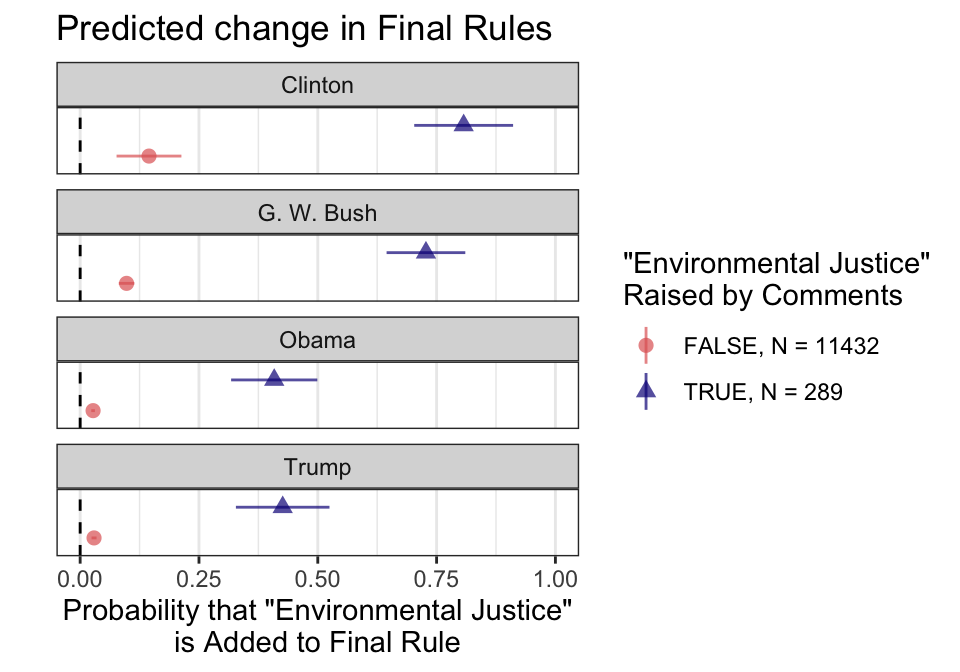 Predicted change in Final Rules
Clinton
G. W. Bush
Obama
Trump
0.00 0.25 0.50 0.75 1.00
Probability that "Environmental Justice"
is Added to Final Rule
"Environmental Justice"
Raised by Comments
FALSE, N = 11432
TRUE, N = 289